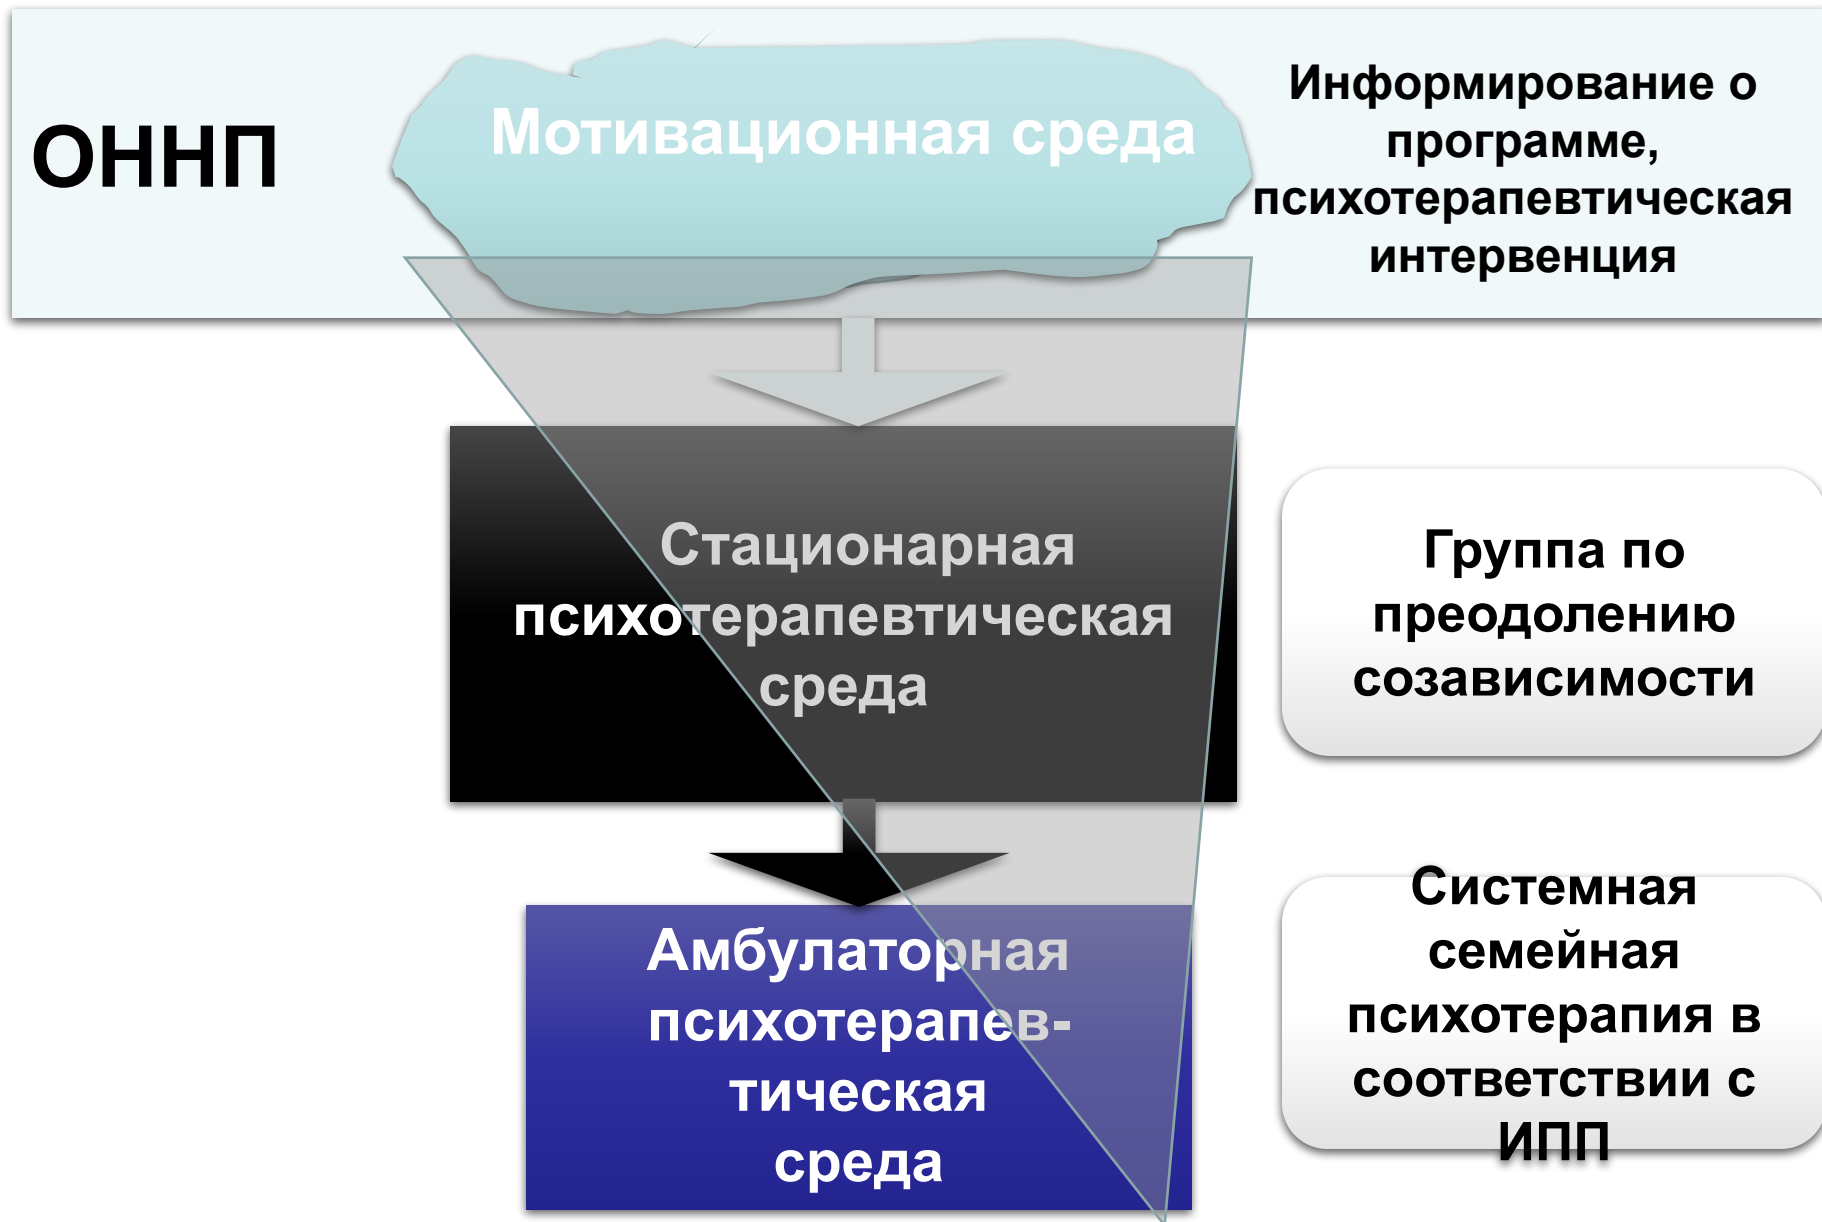 ОННП
Мотивационная среда
Информирование о
программе,
психотерапевтическая
интервенция
Стационарная
психотерапевтическая
среда
Группа по
преодолению
созависимости
Амбулаторная
психотерапев-
тическая
среда
Системная
семейная
психотерапия в
соответствии с
ИПП